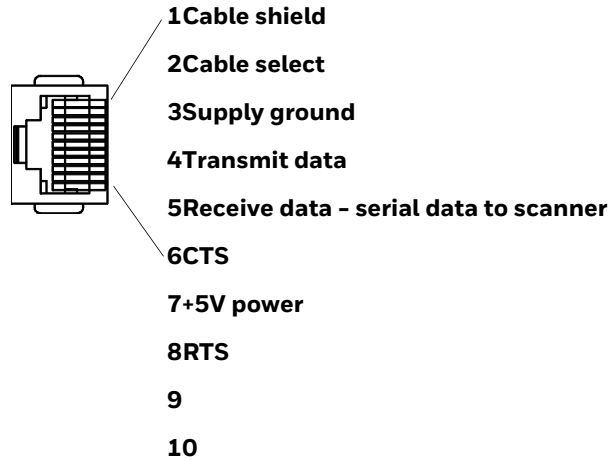 1Cable shield
2Cable select
3Supply ground
4Transmit data
5Receive data – serial data to scanner
6CTS
7+5V power
8RTS
9
10